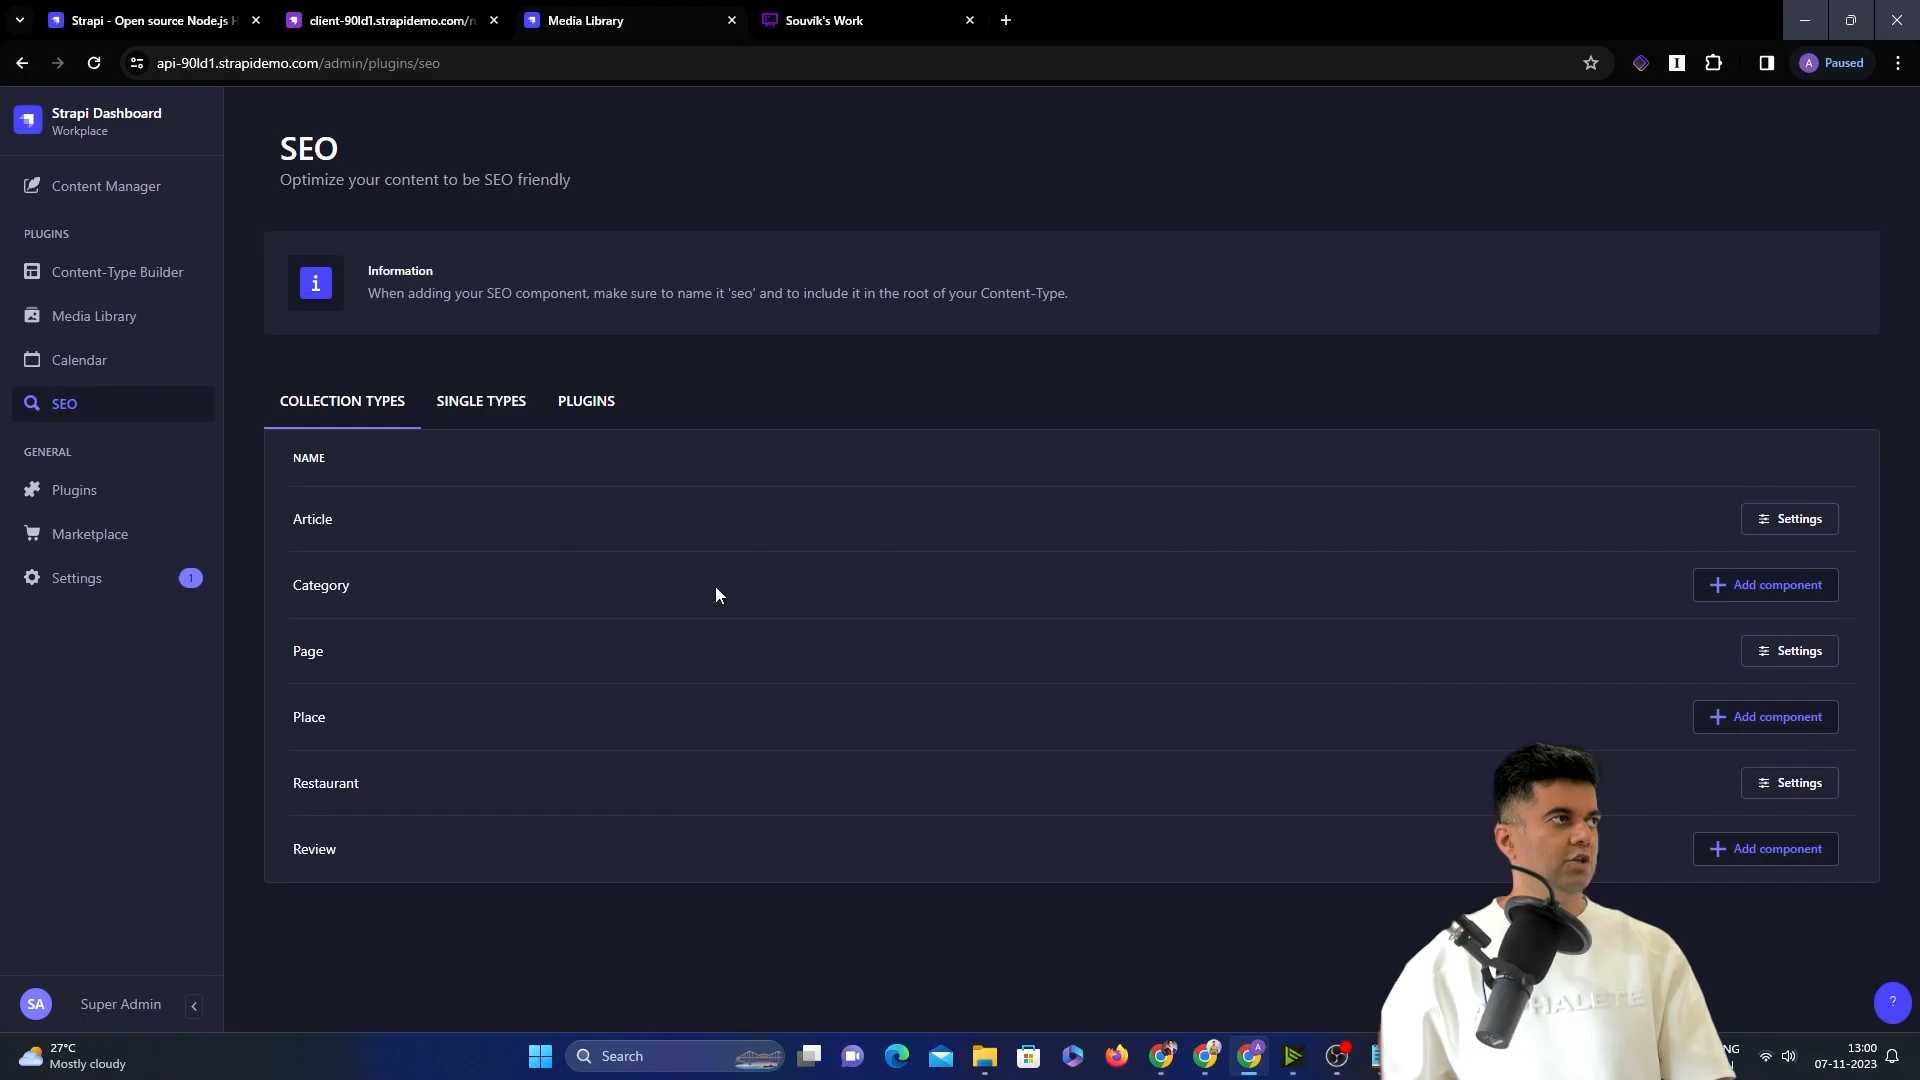 Strapi - Open source Node.js H
client-90ld1.strapidemo.com/r
Media Library
Souvik's Work
api-90ld1.strapidemo.com/admin/plugins/seo
A Paused
Strapi Dashboard
Workplace
Content Manager
PLUGINS
Content-Type Builder
Media Library
Calendar
SEO
GENERAL
Plugins
Marketplace
Settings 1
SA Super Admin
SEO
Optimize your content to be SEO friendly
Information
When adding your SEO component, make sure to name it 'seo' and to include it in the root of your Content-Type.
COLLECTION TYPES SINGLE TYPES PLUGINS
NAME
Article Settings
Category Add component
Page Settings
Place Add component
Restaurant Settings
Review Add component
?
27°C
Mostly cloudy
Search
NG
13:00
07-11-2023